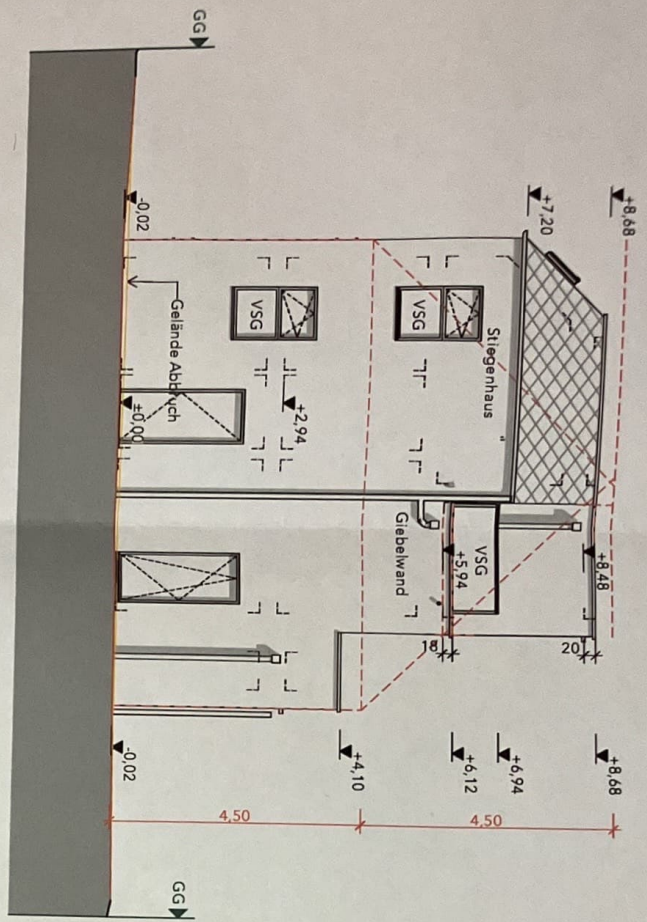 +8,68
+7,20
+8,68
+8,48
20
Stiegenhaus
VSG
VSG
+6,94
+5,94
+6,12
18
Giebelwand
4,50
+4,10
VSG
+2,94
4,50
Gelände Abbruch
-0,02
±0,00
-0,02
GG
GG